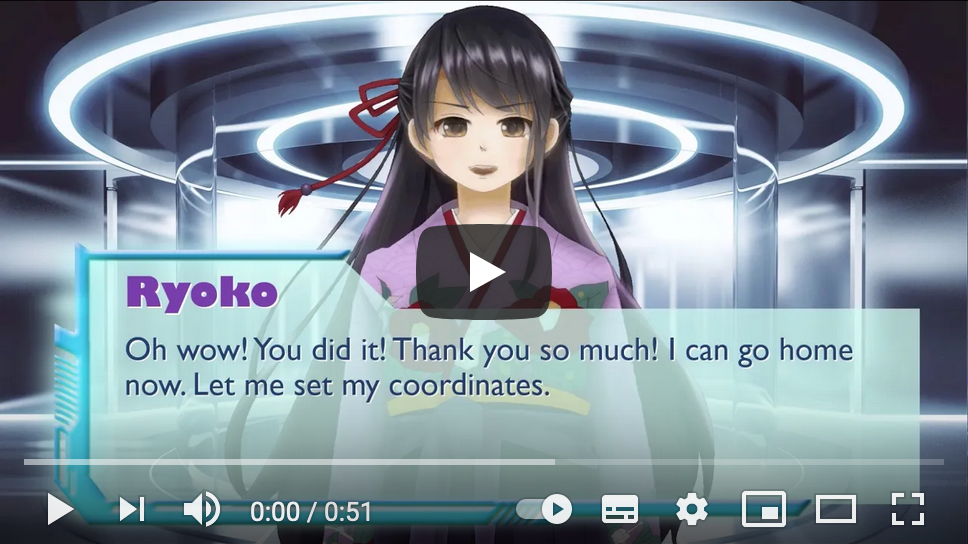 Ryoko
Oh wow! You did it! Thank you so much! I can go home
now. Let me set my coordinates.
0:00 / 0:51